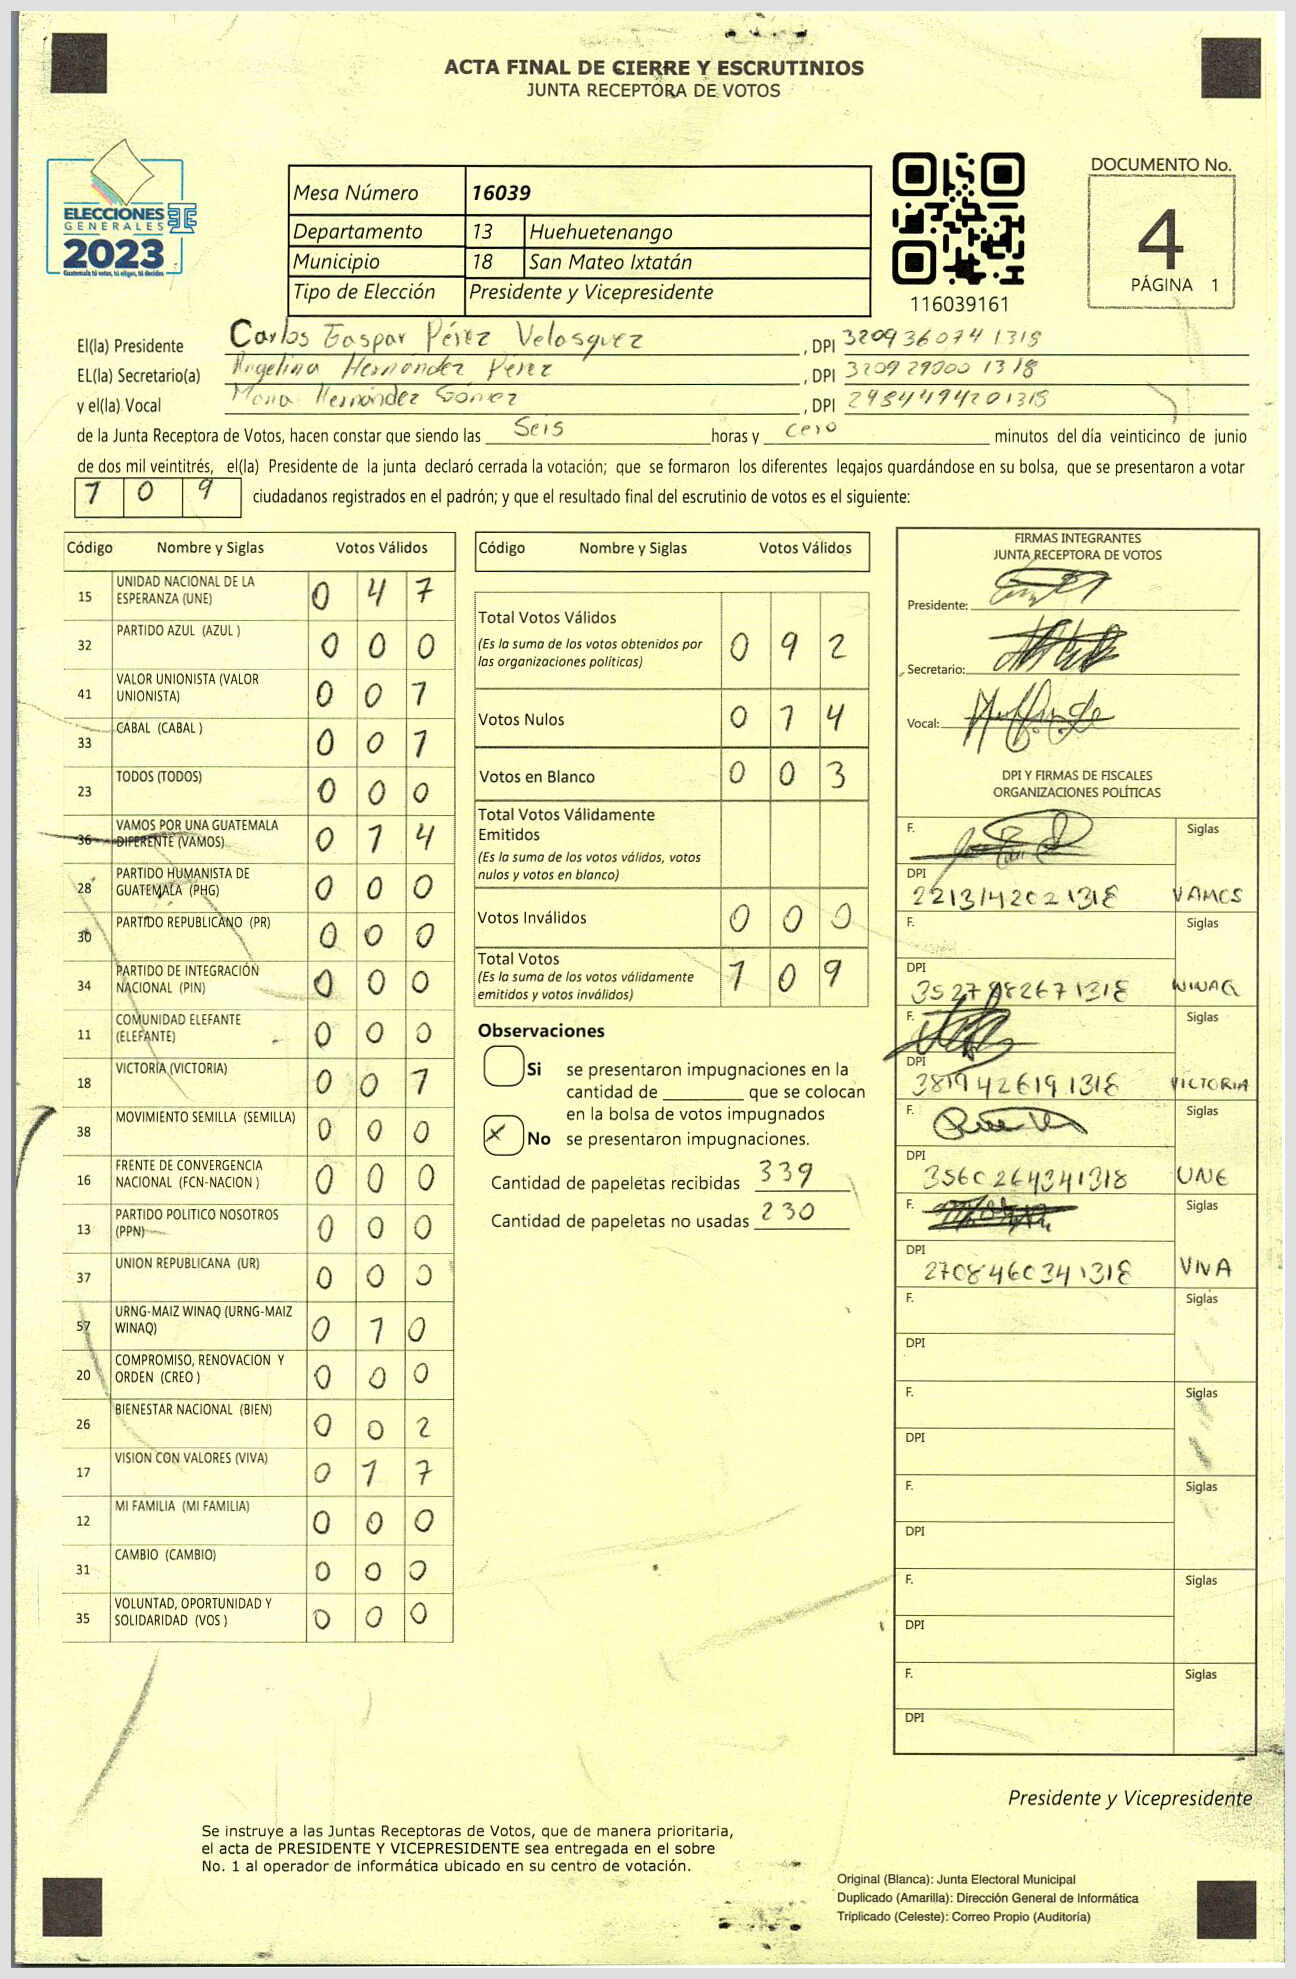 ACTA FINAL DE CIERRE Y ESCRUTINIOS
JUNTA RECEPTORA DE VOTOS
ELECCIONES
GENERALES
2023
Guatemala tú votas, tú eliges, tú decides
Mesa Número 16039
Departamento 13 Huehuetenango
Municipio 18 San Mateo Ixtatán
Tipo de Elección Presidente y Vicepresidente
116039161
DOCUMENTO No.
4
PÁGINA 1
El(la) Presidente Carlos Gaspar Pérez Velasquez , DPI 3209360741318
EL(la) Secretario(a) Angelina Hernández Perez , DPI 3209290001318
y el(la) Vocal Maria Hernández Gómez , DPI 2984494201318
de la Junta Receptora de Votos, hacen constar que siendo las Seis horas y cero minutos del día veinticinco de junio
de dos mil veintitrés, el(la) Presidente de la junta declaró cerrada la votación; que se formaron los diferentes legajos guardándose en su bolsa, que se presentaron a votar
1 0 9 ciudadanos registrados en el padrón; y que el resultado final del escrutinio de votos es el siguiente:
Código Nombre y Siglas Votos Válidos
15 UNIDAD NACIONAL DE LA ESPERANZA (UNE) 0 4 7
32 PARTIDO AZUL (AZUL ) 0 0 0
41 VALOR UNIONISTA (VALOR UNIONISTA) 0 0 1
33 CABAL (CABAL ) 0 0 1
23 TODOS (TODOS) 0 0 0
36 VAMOS POR UNA GUATEMALA DIFERENTE (VAMOS) 0 1 4
28 PARTIDO HUMANISTA DE GUATEMALA (PHG) 0 0 0
30 PARTIDO REPUBLICANO (PR) 0 0 0
34 PARTIDO DE INTEGRACIÓN NACIONAL (PIN) 0 0 0
11 COMUNIDAD ELEFANTE (ELEFANTE) 0 0 0
18 VICTORIA (VICTORIA) 0 0 1
38 MOVIMIENTO SEMILLA (SEMILLA) 0 0 0
16 FRENTE DE CONVERGENCIA NACIONAL (FCN-NACION ) 0 0 0
13 PARTIDO POLITICO NOSOTROS (PPN) 0 0 0
37 UNION REPUBLICANA (UR) 0 0 0
57 URNG-MAIZ WINAQ (URNG-MAIZ WINAQ) 0 1 0
20 COMPROMISO, RENOVACION Y ORDEN (CREO ) 0 0 0
26 BIENESTAR NACIONAL (BIEN) 0 0 2
17 VISION CON VALORES (VIVA) 0 1 7
12 MI FAMILIA (MI FAMILIA) 0 0 0
31 CAMBIO (CAMBIO) 0 0 0
35 VOLUNTAD, OPORTUNIDAD Y SOLIDARIDAD (VOS ) 0 0 0
Código Nombre y Siglas Votos Válidos
Total Votos Válidos 0 9 2
(Es la suma de los votos obtenidos por
las organizaciones políticas)
Votos Nulos 0 1 4
Votos en Blanco 0 0 3
Total Votos Válidamente
Emitidos
(Es la suma de los votos válidos, votos
nulos y votos en blanco)
Votos Inválidos 0 0 0
Total Votos 1 0 9
(Es la suma de los votos válidamente
emitidos y votos inválidos)
Observaciones
Si se presentaron impugnaciones en la
cantidad de ________ que se colocan
en la bolsa de votos impugnados
X No se presentaron impugnaciones.
Cantidad de papeletas recibidas 339
Cantidad de papeletas no usadas 230
FIRMAS INTEGRANTES
JUNTA RECEPTORA DE VOTOS
Presidente:
Secretario:
Vocal:
DPI Y FIRMAS DE FISCALES
ORGANIZACIONES POLÍTICAS
F. Siglas
DPI 2213142021318 VAMOS
F. Siglas
DPI 3527982671318 WINAQ
F. Siglas
DPI 3819426191318 VICTORIA
F. Siglas
DPI 3560264341318 UNE
F. Siglas
DPI 2708460341318 VIVA
F. Siglas
DPI
F. Siglas
DPI
F. Siglas
DPI
F. Siglas
DPI
F. Siglas
DPI
Presidente y Vicepresidente
Se instruye a las Juntas Receptoras de Votos, que de manera prioritaria,
el acta de PRESIDENTE Y VICEPRESIDENTE sea entregada en el sobre
No. 1 al operador de informática ubicado en su centro de votación.
Original (Blanca): Junta Electoral Municipal
Duplicado (Amarilla): Dirección General de Informática
Triplicado (Celeste): Correo Propio (Auditoría)